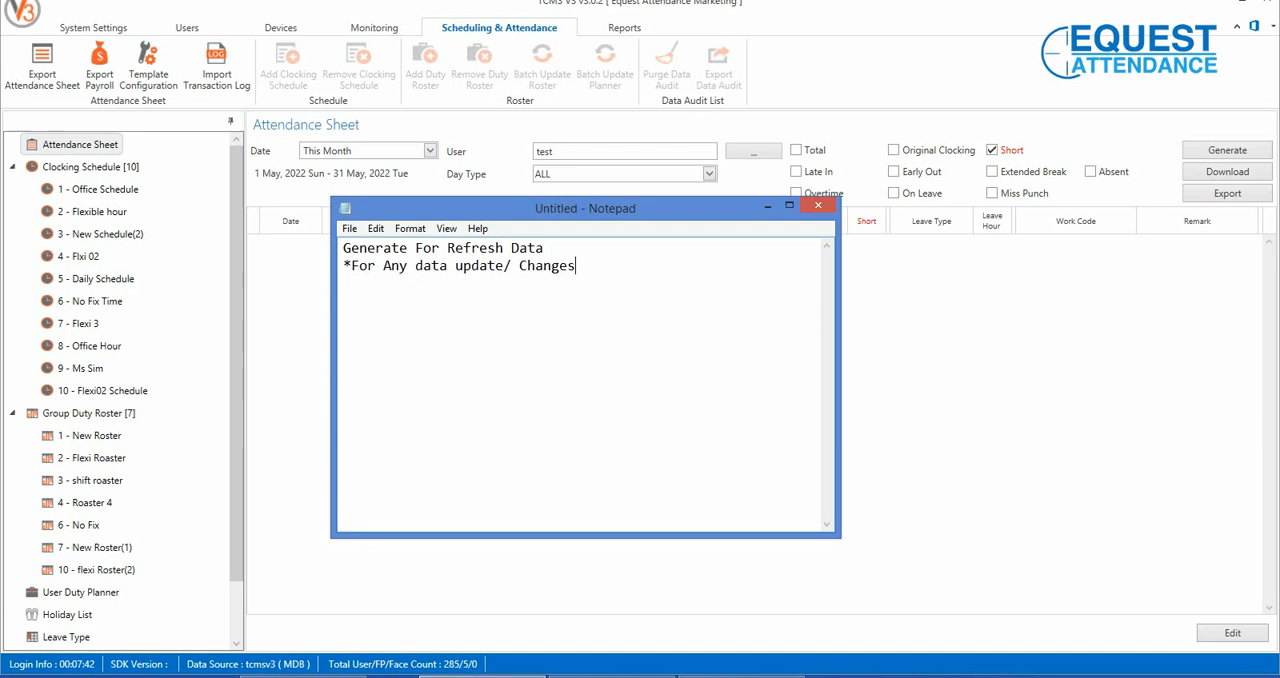 TCMS V3 v3.0.2 [ Equest Attendance Marketing ]
V3
System Settings
Users
Devices
Monitoring
Scheduling & Attendance
Reports
Export
Attendance Sheet
Export
Payroll
Template
Configuration
LOG
Import
Transaction Log
Add Clocking
Schedule
Remove Clocking
Schedule
Add Duty
Roster
Remove Duty
Roster
Batch Update
Roster
Batch Update
Planner
Purge Data
Audit
Export
Data Audit
Attendance Sheet
Schedule
Roster
Data Audit List
EQUEST
ATTENDANCE
Attendance Sheet
Clocking Schedule [10]
1 - Office Schedule
2 - Flexible hour
3 - New Schedule(2)
4 - Flxi 02
5 - Daily Schedule
6 - No Fix Time
7 - Flexi 3
8 - Office Hour
9 - Ms Sim
10 - Flexi02 Schedule
Group Duty Roster [7]
1 - New Roster
2 - Flexi Roaster
3 - shift roaster
4 - Roaster 4
6 - No Fix
7 - New Roster(1)
10 - flexi Roster(2)
User Duty Planner
Holiday List
Leave Type
Attendance Sheet
Date
This Month
User
test
...
1 May, 2022 Sun - 31 May, 2022 Tue
Day Type
ALL
Total
Original Clocking
Short
Late In
Early Out
Extended Break
Absent
Overtime
On Leave
Miss Punch
Generate
Download
Export
Date
Short
Leave Type
Leave
Hour
Work Code
Remark
Untitled - Notepad
File
Edit
Format
View
Help
Generate For Refresh Data
*For Any data update/ Changes
Edit
Login Info : 00:07:42
SDK Version :
Data Source : tcmsv3 ( MDB )
Total User/FP/Face Count : 285/5/0